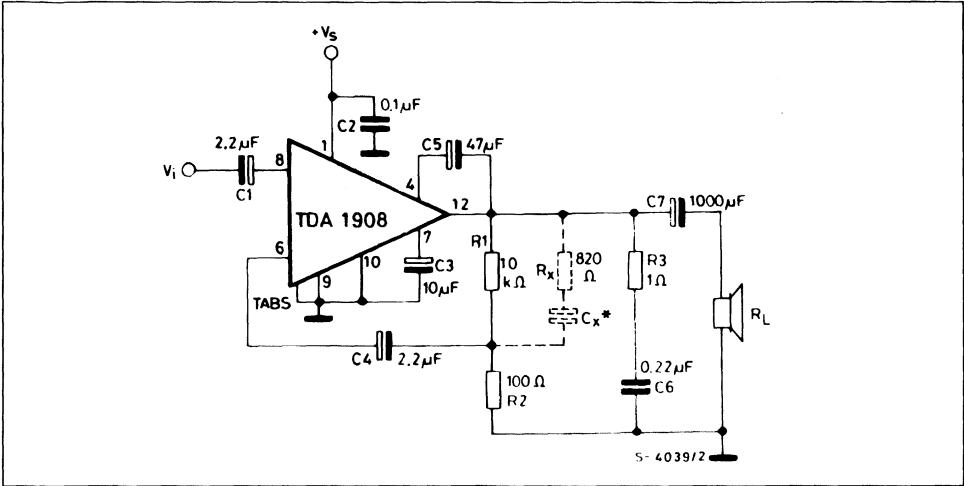 +Vs
0.1µF
C2
2.2µF
Vi
C1
8
1
C5
47µF
4
TDA 1908
12
C7
1000µF
6
7
10
9
C3
10µF
R1
10
kΩ
Rx
820
Ω
Cx*
R3
1Ω
RL
TABS
C4
2.2µF
100Ω
R2
0.22µF
C6
S-4039/2